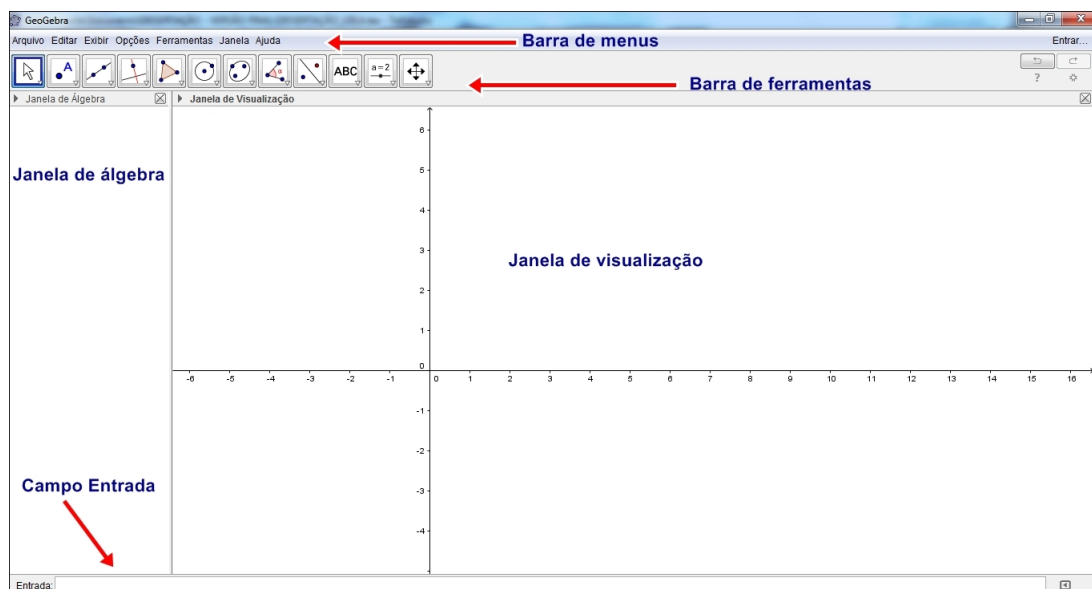 GeoGebra
Arquivo Editar Exibir Opções Ferramentas Janela Ajuda
Barra de menus
Entrar...
A
α
ABC
a=2
Barra de ferramentas
?
Janela de Álgebra
Janela de Visualização
Janela de álgebra
Janela de visualização
6
5
4
3
2
1
0
-6 -5 -4 -3 -2 -1 0 1 2 3 4 5 6 7 8 9 10 11 12 13 14 15 16
-1
-2
-3
-4
Campo Entrada
Entrada: